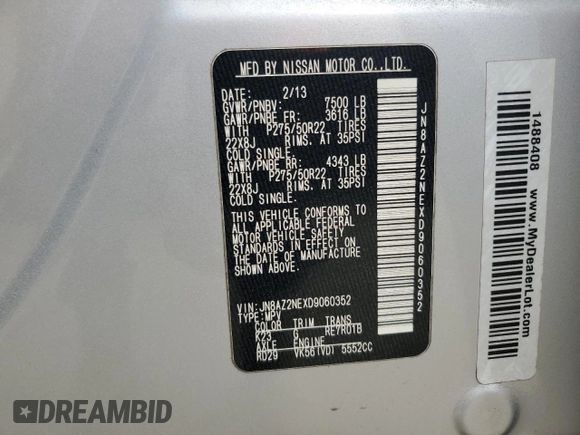 MFD BY NISSAN MOTOR CO.,LTD.
DATE: 2/13
GVWR/PNBV: 7500 LB
GAWR/PNBE FR: 3616 LB
WITH P275/50R22 TIRES
22X8J RIMS. AT 35PSI
COLD SINGLE.
GAWR/PNBE RR: 4343 LB
WITH P275/50R22 TIRES
22X8J RIMS. AT 35PSI
COLD SINGLE.
THIS VEHICLE CONFORMS TO
ALL APPLICABLE FEDERAL
MOTOR VEHICLE SAFETY
STANDARDS IN EFFECT ON
THE DATE OF MANUFACTURE
SHOWN ABOVE.
VIN: JN8AZ2NEXD9060352
TYPE: MPV
COLOR TRIM TRANS
K23 G RE7R01B
AXLE ENGINE
RD29 VK56(VD) 5552CC
JN8AZ2NEXD9060352
1488408
www.MyDealerLot.com
DREAMBID